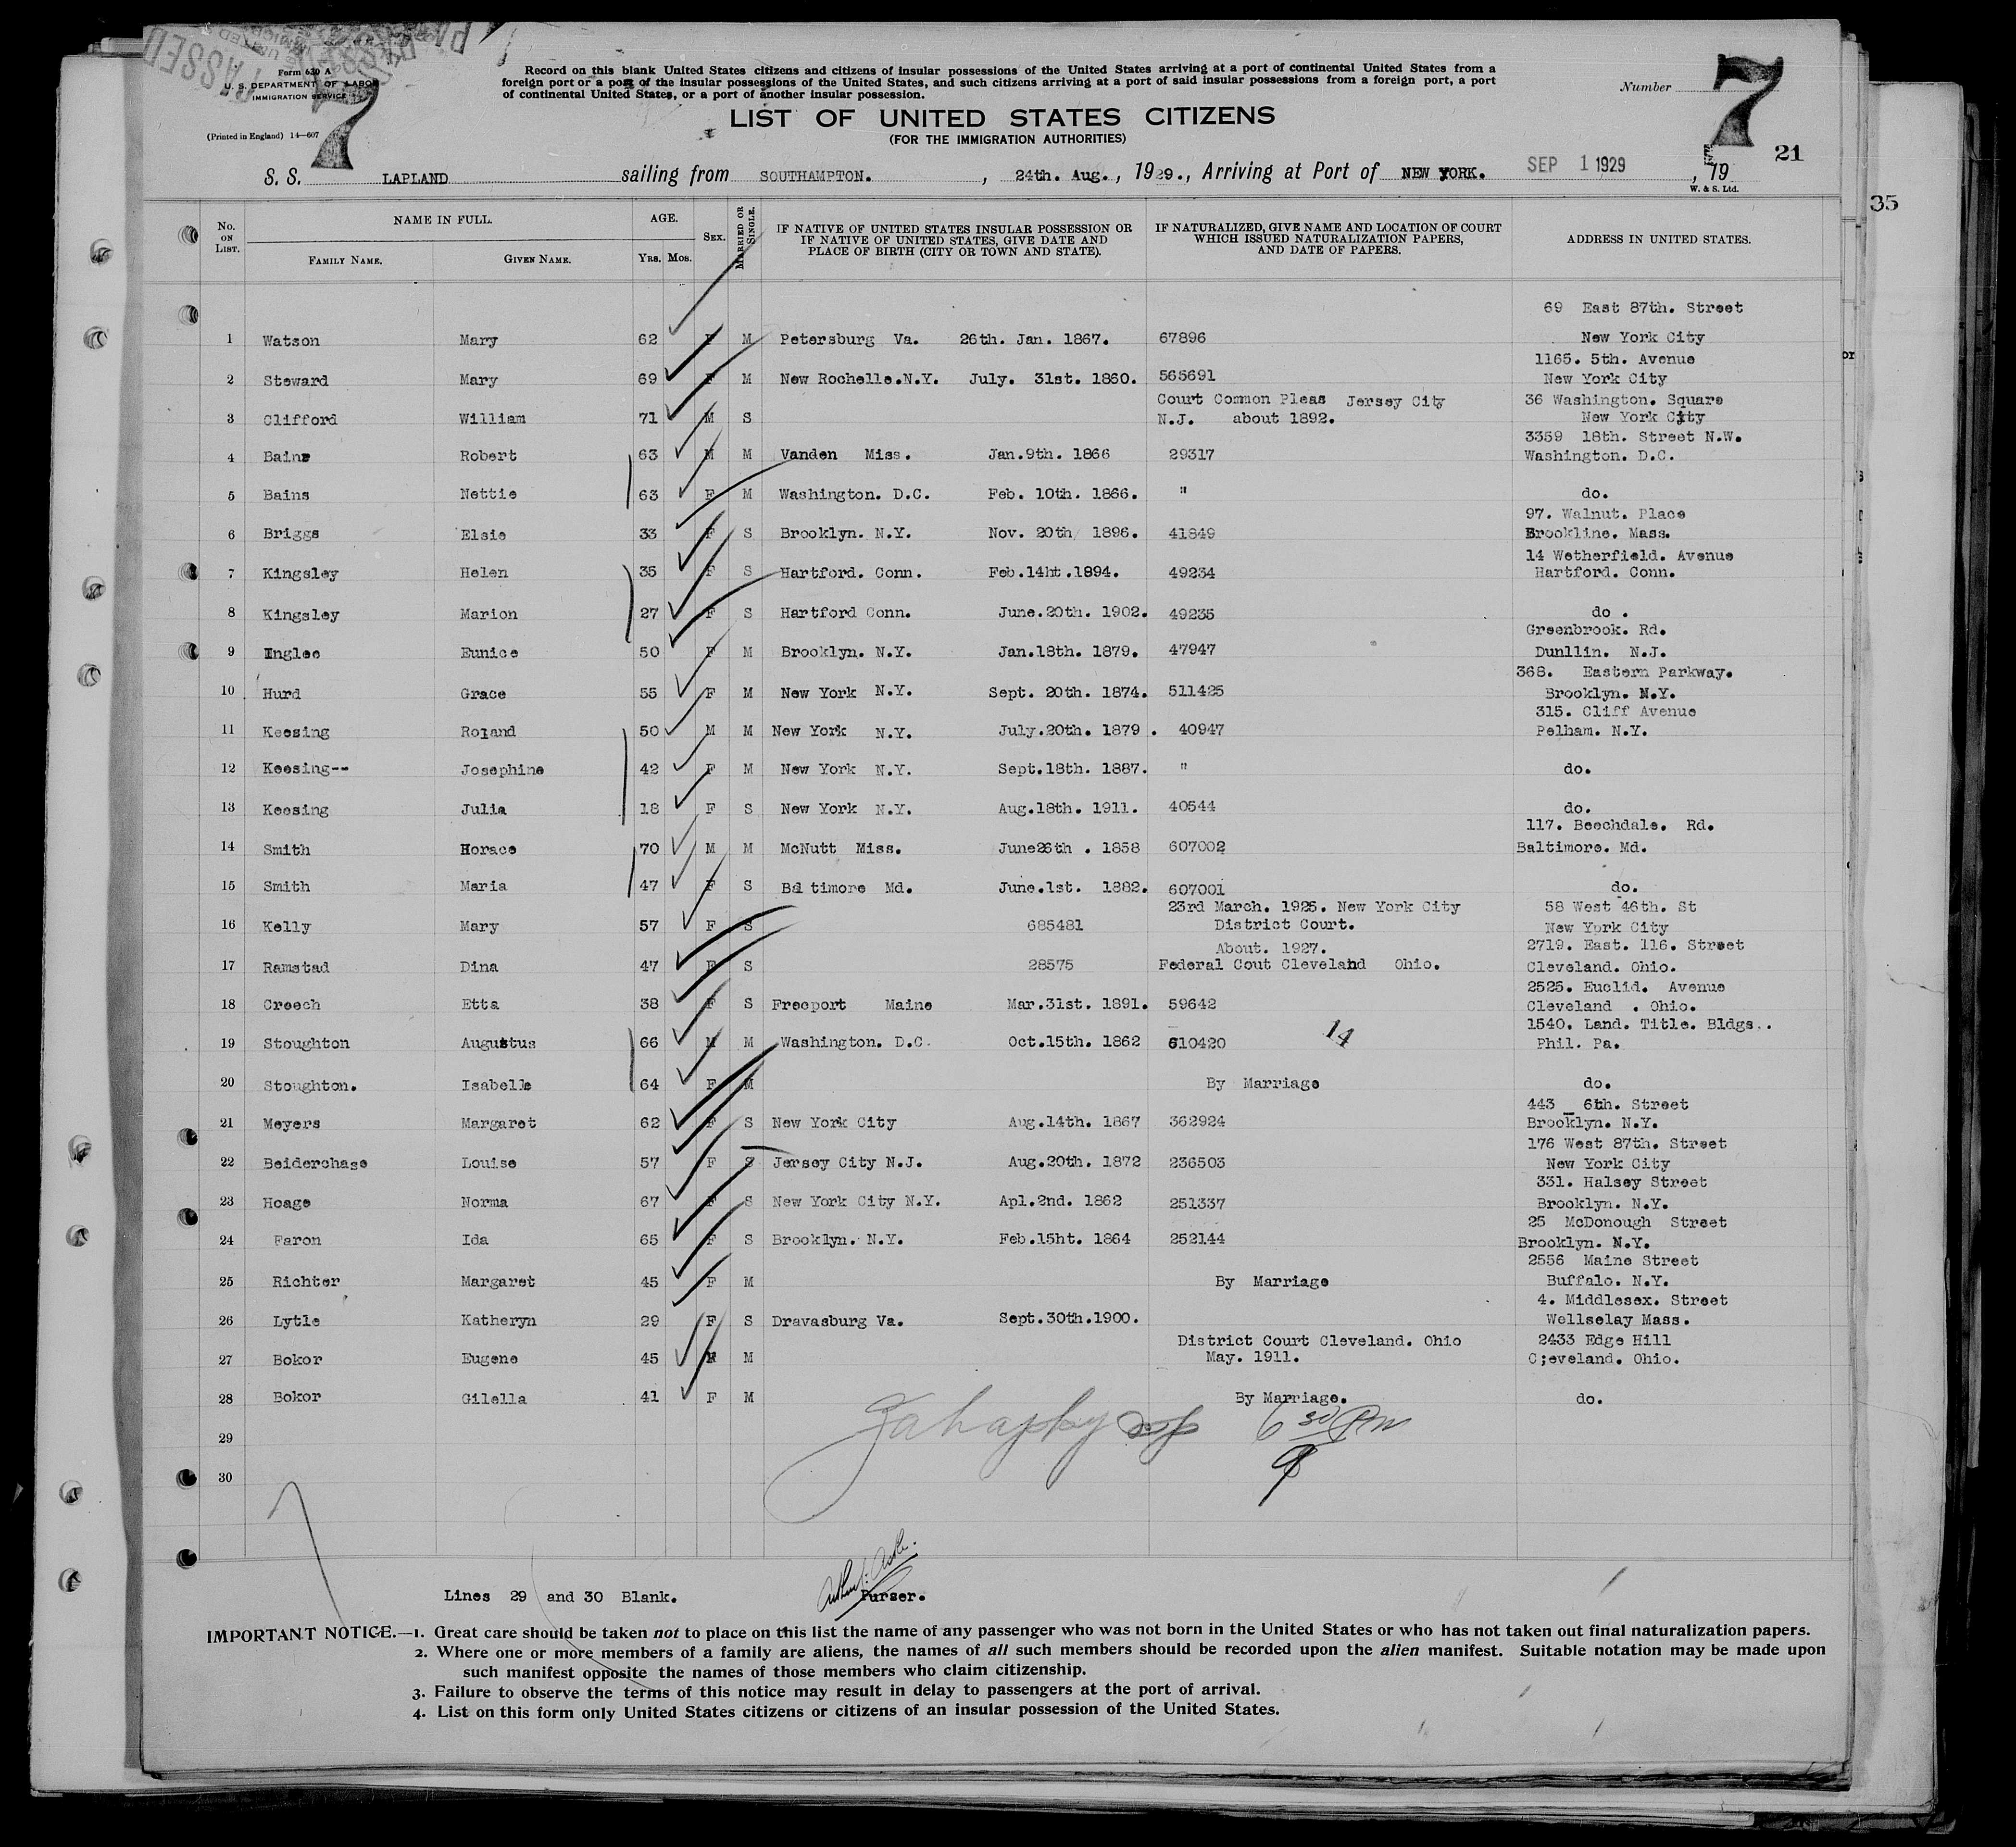 PASSED
Form 630 A
U. S. DEPARTMENT OF LABOR
IMMIGRATION SERVICE
(Printed in England) 14—607
7
Record on this blank United States citizens and citizens of insular possessions of the United States arriving at a port of continental United States from a
foreign port or a port of the insular possessions of the United States, and such citizens arriving at a port of said insular possessions from a foreign port, a port
of continental United States, or a port of another insular possession.
Number
7
LIST OF UNITED STATES CITIZENS
(FOR THE IMMIGRATION AUTHORITIES)
21
35
S. S. LAPLAND sailing from SOUTHAMPTON. , 24th. Aug. , 1929. , Arriving at Port of NEW YORK. SEP 1 1929 , 19
W. & S. Ltd.
No. ON LIST. NAME IN FULL. AGE. SEX. MARRIED OR SINGLE. IF NATIVE OF UNITED STATES INSULAR POSSESSION OR IF NATIVE OF UNITED STATES, GIVE DATE AND PLACE OF BIRTH (CITY OR TOWN AND STATE). IF NATURALIZED, GIVE NAME AND LOCATION OF COURT WHICH ISSUED NATURALIZATION PAPERS, AND DATE OF PAPERS. ADDRESS IN UNITED STATES.
FAMILY NAME. GIVEN NAME. YRS. MOS.
69 East 87th. Street
1 Watson Mary 62 F M Petersburg Va. 26th. Jan. 1867. 67896 New York City
1165. 5th. Avenue
2 Steward Mary 69 F M New Rochelle.N.Y. July. 31st. 1860. 565691 New York City
Court Common Pleas Jersey City 36 Washington. Square
3 Clifford William 71 M S N.J. about 1892. New York City
3359 18th. Street N.W.
4 Bains Robert 63 M M Vanden Miss. Jan.9th. 1866 29317 Washington. D.C.
5 Bains Nettie 63 F M Washington. D.C. Feb. 10th. 1866. " do.
97. Walnut. Place
6 Briggs Elsie 33 F S Brooklyn. N.Y. Nov. 20th 1896. 41849 Brookline. Mass.
14 Wetherfield. Avenue
7 Kingsley Helen 35 F S Hartford. Conn. Feb.14ht.1894. 49234 Hartford. Conn.
8 Kingsley Marion 27 F S Hartford Conn. June.20th. 1902. 49235 do .
Greenbrook. Rd.
9 Inglee Eunice 50 F M Brooklyn. N.Y. Jan.18th. 1879. 47947 Dunllin. N.J.
368. Eastern Parkway.
10 Hurd Grace 55 F M New York N.Y. Sept. 20th. 1874. 511425 Brooklyn. N.Y.
315. Cliff Avenue
11 Keesing Roland 50 M M New York N.Y. July.20th. 1879 . 40947 Pelham. N.Y.
12 Keesing-- Josephine 42 F M New York N.Y. Sept.18th. 1887. " do.
13 Keesing Julia 18 F S New York N.Y. Aug.18th. 1911. 40544 do.
117. Beechdale. Rd.
14 Smith Horace 70 M M McNutt Miss. June26th . 1858 607002 Baltimore. Md.
15 Smith Maria 47 F S Bal timore Md. June.1st. 1882. 607001 do.
23rd March. 1925. New York City 58 West 46th. St
16 Kelly Mary 57 F S 685481 District Court. New York City
About. 1927. 2719. East. 116. Street
17 Ramstad Dina 47 F S 28575 Federal Cout Cleveland Ohio. Cleveland. Ohio.
2525. Euclid. Avenue
18 Creech Etta 38 F S Freeport Maine Mar.31st. 1891. 59642 Cleveland . Ohio.
14 1540. Land. Title. Bldgs..
19 Stoughton Augustus 66 M M Washington. D.C. Oct.15th. 1862 610420 Phil. Pa.
20 Stoughton. Isabelle 64 F M By Marriage do.
443 _ 6th. Street
21 Meyers Margaret 62 F S New York City Aug.14th. 1867 362924 Brooklyn. N.Y.
176 West 87th. Street
22 Beiderchase Louise 57 F S Jersey City N.J. Aug.20th. 1872 236503 New York City
331. Halsey Street
23 Hoage Norma 67 F S New York City N.Y. Apl.2nd. 1862 251337 Brooklyn. N.Y.
25 McDonough Street
24 Faron Ida 65 F S Brooklyn. N.Y. Feb.15ht. 1864 252144 Brooklyn. N.Y.
2556 Maine Street
25 Richter Margaret 45 F M By Marriage Buffalo. N.Y.
4. Middlesex. Street
26 Lytle Katheryn 29 F S Dravasburg Va. Sept.30th.1900. Wellselay Mass.
District Court Cleveland. Ohio 2433 Edge Hill
27 Bokor Eugene 45 M M May. 1911. C;eveland. Ohio.
28 Bokor Gilella 41 F M By Marriage. do.
29 6 30 PM
30 9
Lines 29 and 30 Blank. Purser.
IMPORTANT NOTICE.—1. Great care should be taken not to place on this list the name of any passenger who was not born in the United States or who has not taken out final naturalization papers.
2. Where one or more members of a family are aliens, the names of all such members should be recorded upon the alien manifest. Suitable notation may be made upon
such manifest opposite the names of those members who claim citizenship.
3. Failure to observe the terms of this notice may result in delay to passengers at the port of arrival.
4. List on this form only United States citizens or citizens of an insular possession of the United States.